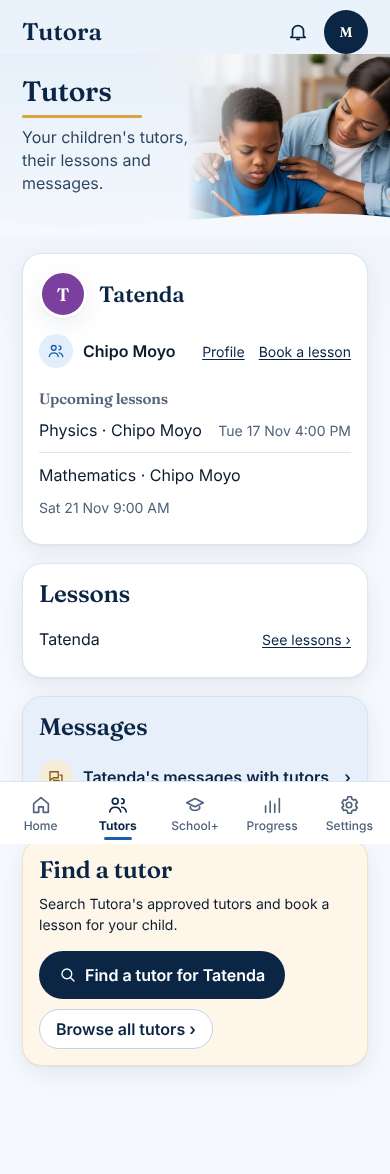 Tutora
M
Tutors
Your children's tutors,
their lessons and
messages.
T
Tatenda
Chipo Moyo
Profile
Book a lesson
Upcoming lessons
Physics · Chipo Moyo
Tue 17 Nov 4:00 PM
Mathematics · Chipo Moyo
Sat 21 Nov 9:00 AM
Lessons
Tatenda
See lessons ›
Messages
Tatenda's messages with tutors ›
Home
Tutors
School+
Progress
Settings
Find a tutor
Search Tutora's approved tutors and book a
lesson for your child.
Find a tutor for Tatenda
Browse all tutors ›